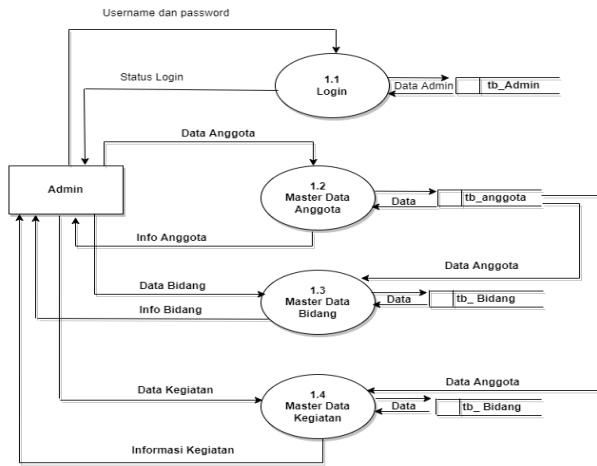 Username dan password
Status Login
1.1
Login
Data Admin
tb_Admin
Data Anggota
Admin
1.2
Master Data
Anggota
Data
tb_anggota
Info Anggota
Data Anggota
Data Bidang
1.3
Master Data
Bidang
Data
tb_ Bidang
Info Bidang
Data Kegiatan
1.4
Master Data
Kegiatan
Data Anggota
Data
tb_ Bidang
Informasi Kegiatan